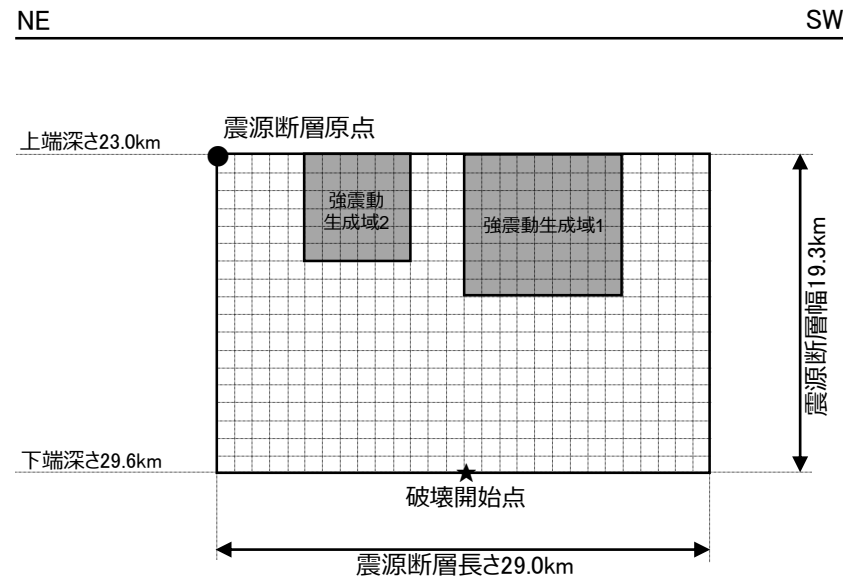 NE
SW
震源断層原点
上端深さ23.0km
強震動
生成域2
強震動生成域1
震源断層幅19.3km
下端深さ29.6km
破壊開始点
震源断層長さ29.0km